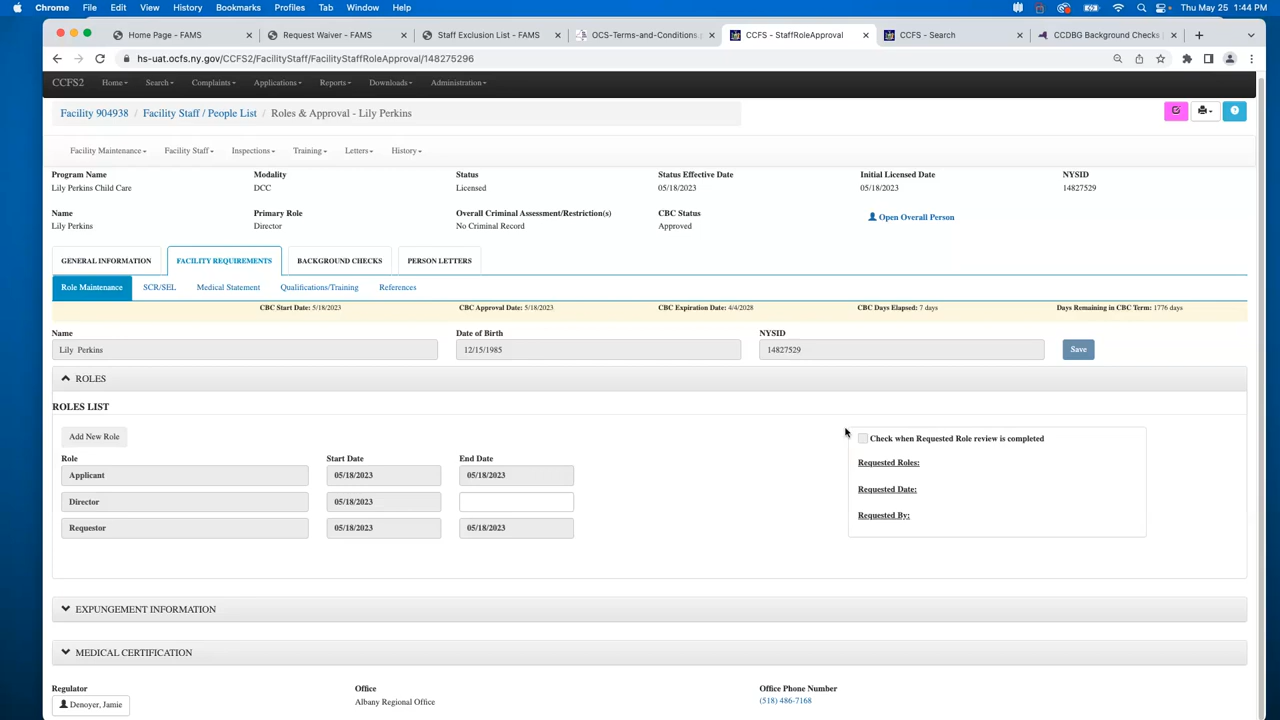 Chrome File Edit View History Bookmarks Profiles Tab Window Help Thu May 25 1:44 PM
Home Page - FAMS Request Waiver - FAMS Staff Exclusion List - FAMS OCS-Terms-and-Conditions.p CCFS - StaffRoleApproval CCFS - Search CCDBG Background Checks |
hs-uat.ocfs.ny.gov/CCFS2/FacilityStaff/FacilityStaffRoleApproval/148275296
CCFS2 Home Search Complaints Applications Reports Downloads Administration
Facility 904938 / Facility Staff / People List / Roles & Approval - Lily Perkins
Facility Maintenance Facility Staff Inspections Training Letters History
Program Name Modality Status Status Effective Date Initial Licensed Date NYSID
Lily Perkins Child Care DCC Licensed 05/18/2023 05/18/2023 14827529
Name Primary Role Overall Criminal Assessment/Restriction(s) CBC Status
Lily Perkins Director No Criminal Record Approved Open Overall Person
GENERAL INFORMATION FACILITY REQUIREMENTS BACKGROUND CHECKS PERSON LETTERS
Role Maintenance SCR/SEL Medical Statement Qualifications/Training References
CBC Start Date: 5/18/2023 CBC Approval Date: 5/18/2023 CBC Expiration Date: 4/4/2028 CBC Days Elapsed: 7 days Days Remaining in CBC Term: 1776 days
Name Date of Birth NYSID
Lily Perkins 12/15/1985 14827529 Save
ROLES
ROLES LIST
Add New Role Check when Requested Role review is completed
Role Start Date End Date Requested Roles:
Applicant 05/18/2023 05/18/2023
Director 05/18/2023 Requested Date:
Requestor 05/18/2023 05/18/2023 Requested By:
EXPUNGEMENT INFORMATION
MEDICAL CERTIFICATION
Regulator Office Office Phone Number
Denoyer, Jamie Albany Regional Office (518) 486-7168